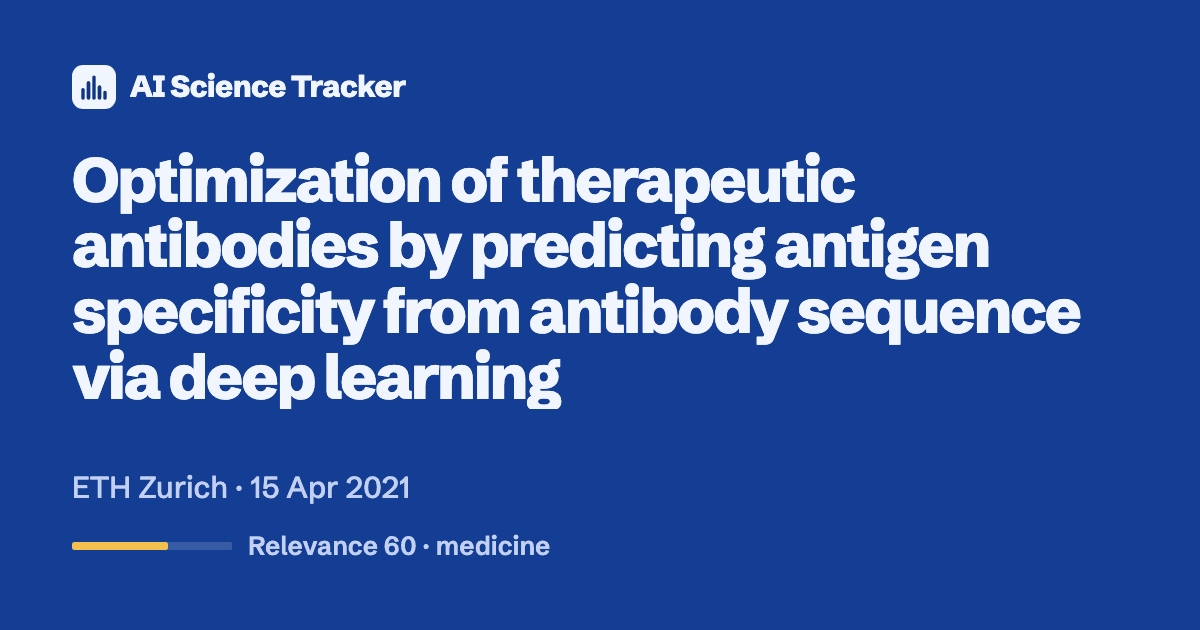 AI Science Tracker
Optimization of therapeutic
antibodies by predicting antigen
specificity from antibody sequence
via deep learning
ETH Zurich · 15 Apr 2021
Relevance 60 · medicine